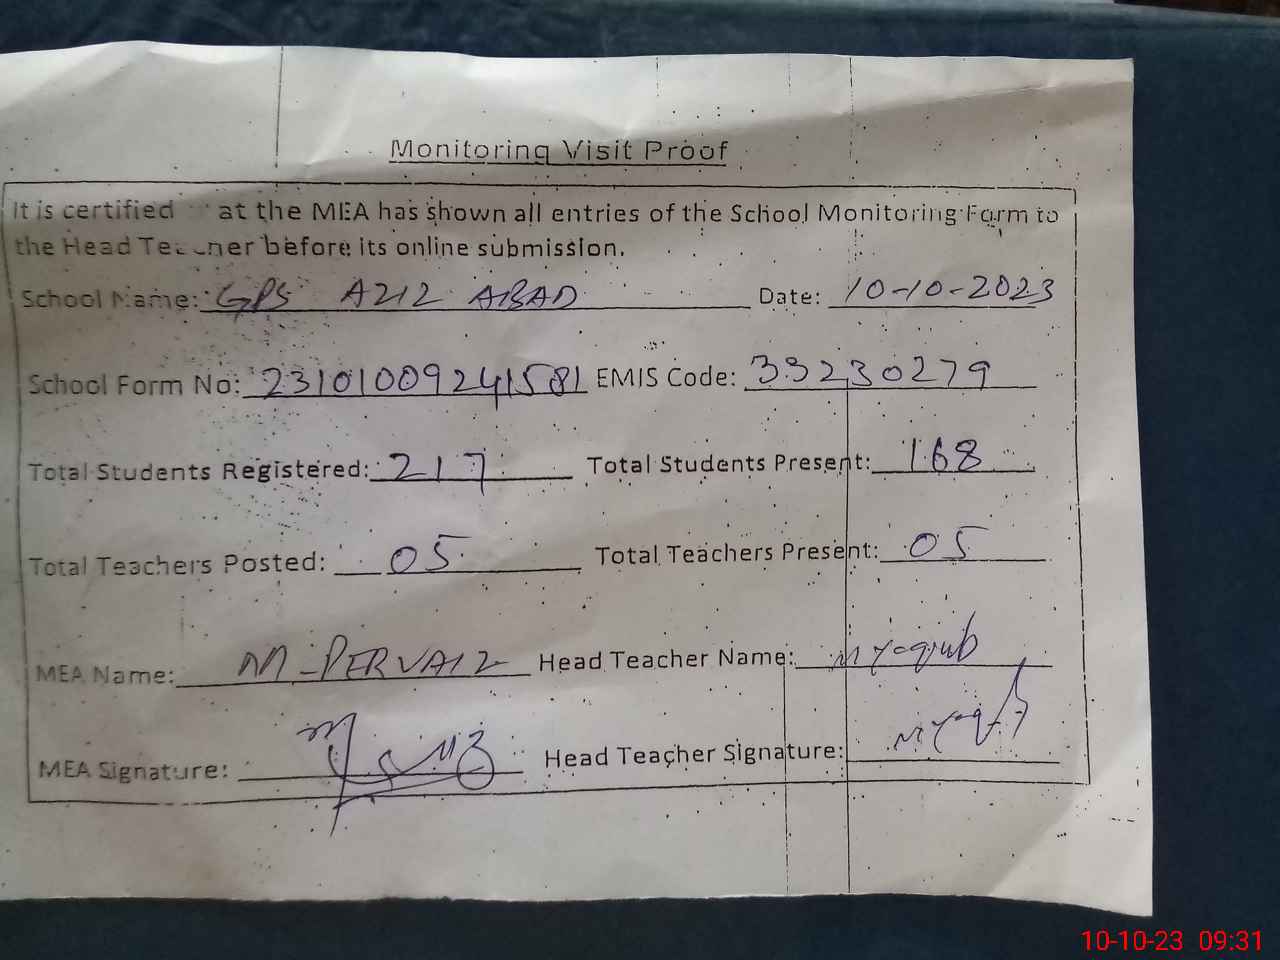 Monitoring Visit Proof
It is certified at the MEA has shown all entries of the School Monitoring Form to
the Head Teacher before its online submission.
School Name: GPS AZIZ ABAD Date: 10-10-2023
School Form No: 23101009241581 EMIS Code: 33230279
Total Students Registered: 217 Total Students Present: 168
Total Teachers Posted: 05 Total Teachers Present: 05
MEA Name: M-PERVAIZ Head Teacher Name: M Yaqub
MEA Signature: Head Teacher Signature: M Yaqub
10-10-23 09:31